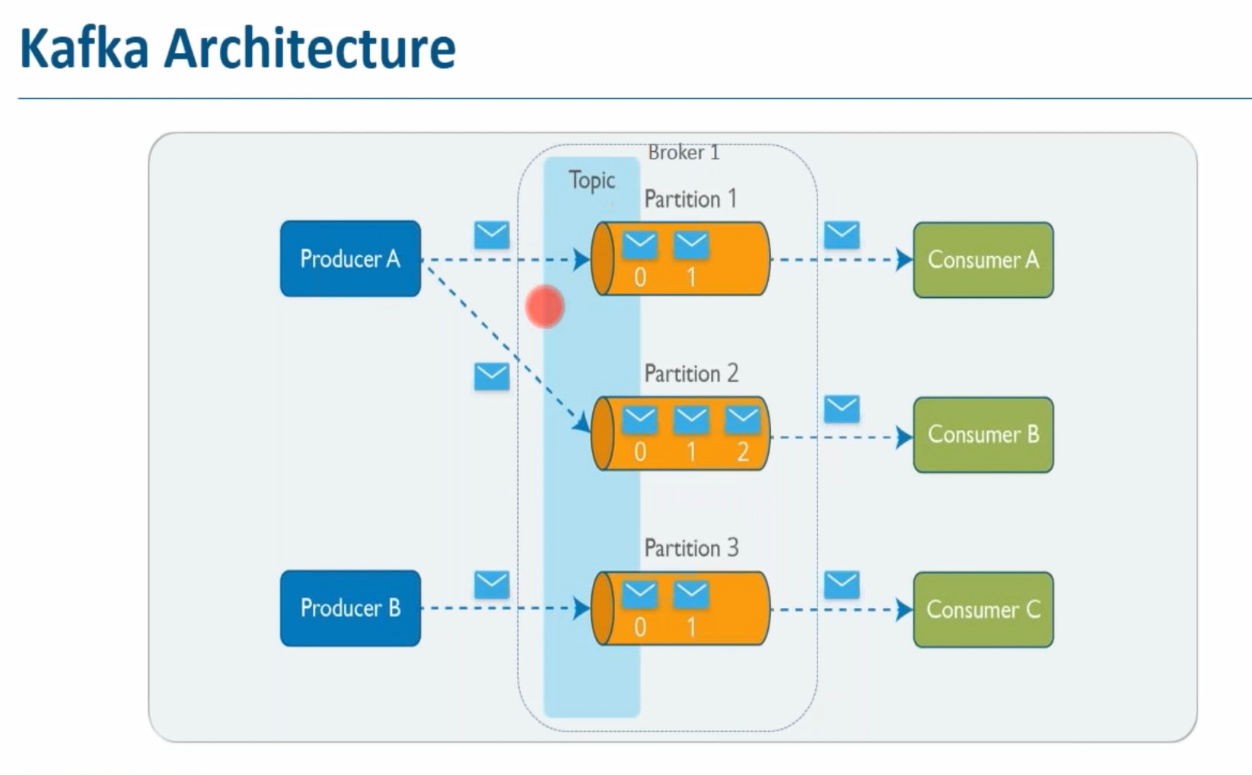 Kafka Architecture
Broker 1
Topic
Partition 1
Producer A
0 1
Consumer A
Partition 2
0 1 2
Consumer B
Partition 3
Producer B
0 1
Consumer C